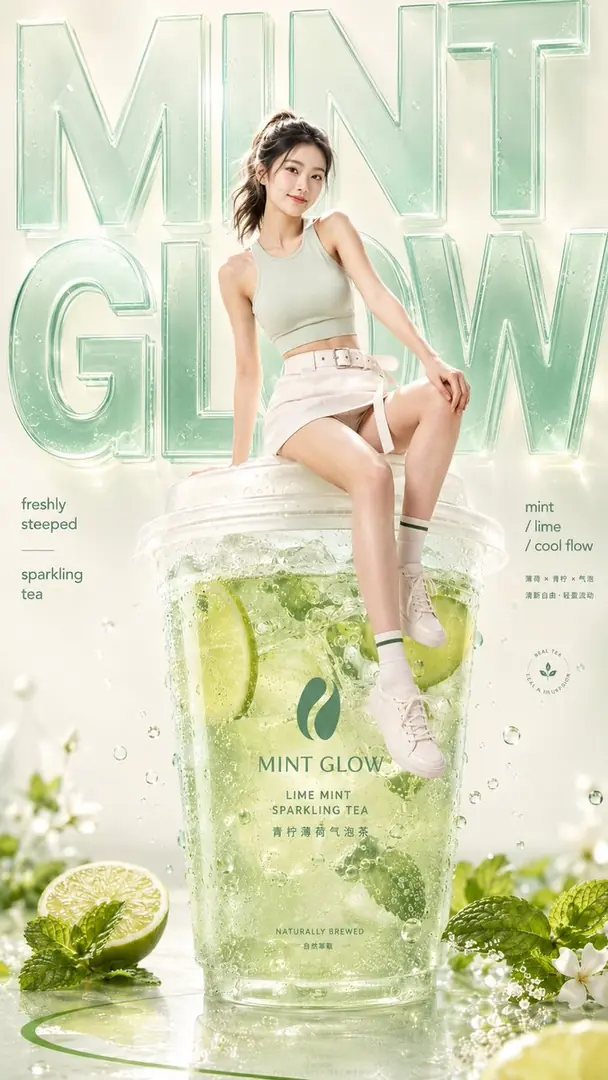 MINT
GLOW
freshly
steeped
sparkling
tea
mint
/ lime
/ cool flow
薄荷 × 青柠 × 气泡
清新自由 · 轻盈流动
REAL TEA
MINT GLOW
LIME MINT
SPARKLING TEA
青柠薄荷气泡茶
NATURALLY BREWED
自然萃取